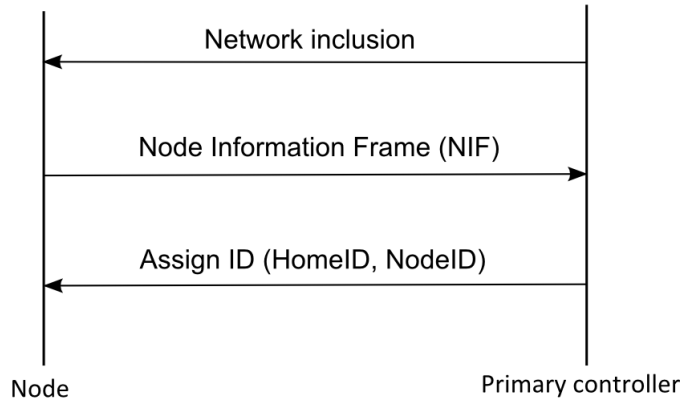 Network inclusion
Node Information Frame (NIF)
Assign ID (HomeID, NodeID)
Node
Primary controller